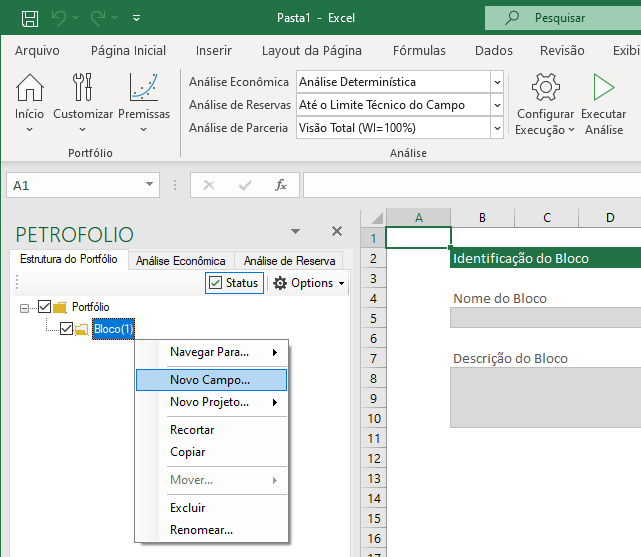 Pasta1 - Excel
Pesquisar
Arquivo Página Inicial Inserir Layout da Página Fórmulas Dados Revisão Exibi
Início
Customizar
Premissas
Portfólio
Análise Econômica Análise Determinística
Análise de Reservas Até o Limite Técnico do Campo
Análise de Parceria Visão Total (WI=100%)
Análise
Configurar
Execução
Executar
Análise
A1
fx
PETROFOLIO
Estrutura do Portfólio Análise Econômica Análise de Reserva
Status Options
Portfólio
Bloco(1)
Navegar Para...
Novo Campo...
Novo Projeto...
Recortar
Copiar
Mover...
Excluir
Renomear...
A B C D
1
2 Identificação do Bloco
3
4 Nome do Bloco
5
6
7 Descrição do Bloco
8
9
10
11
12
13
14
15
16
17